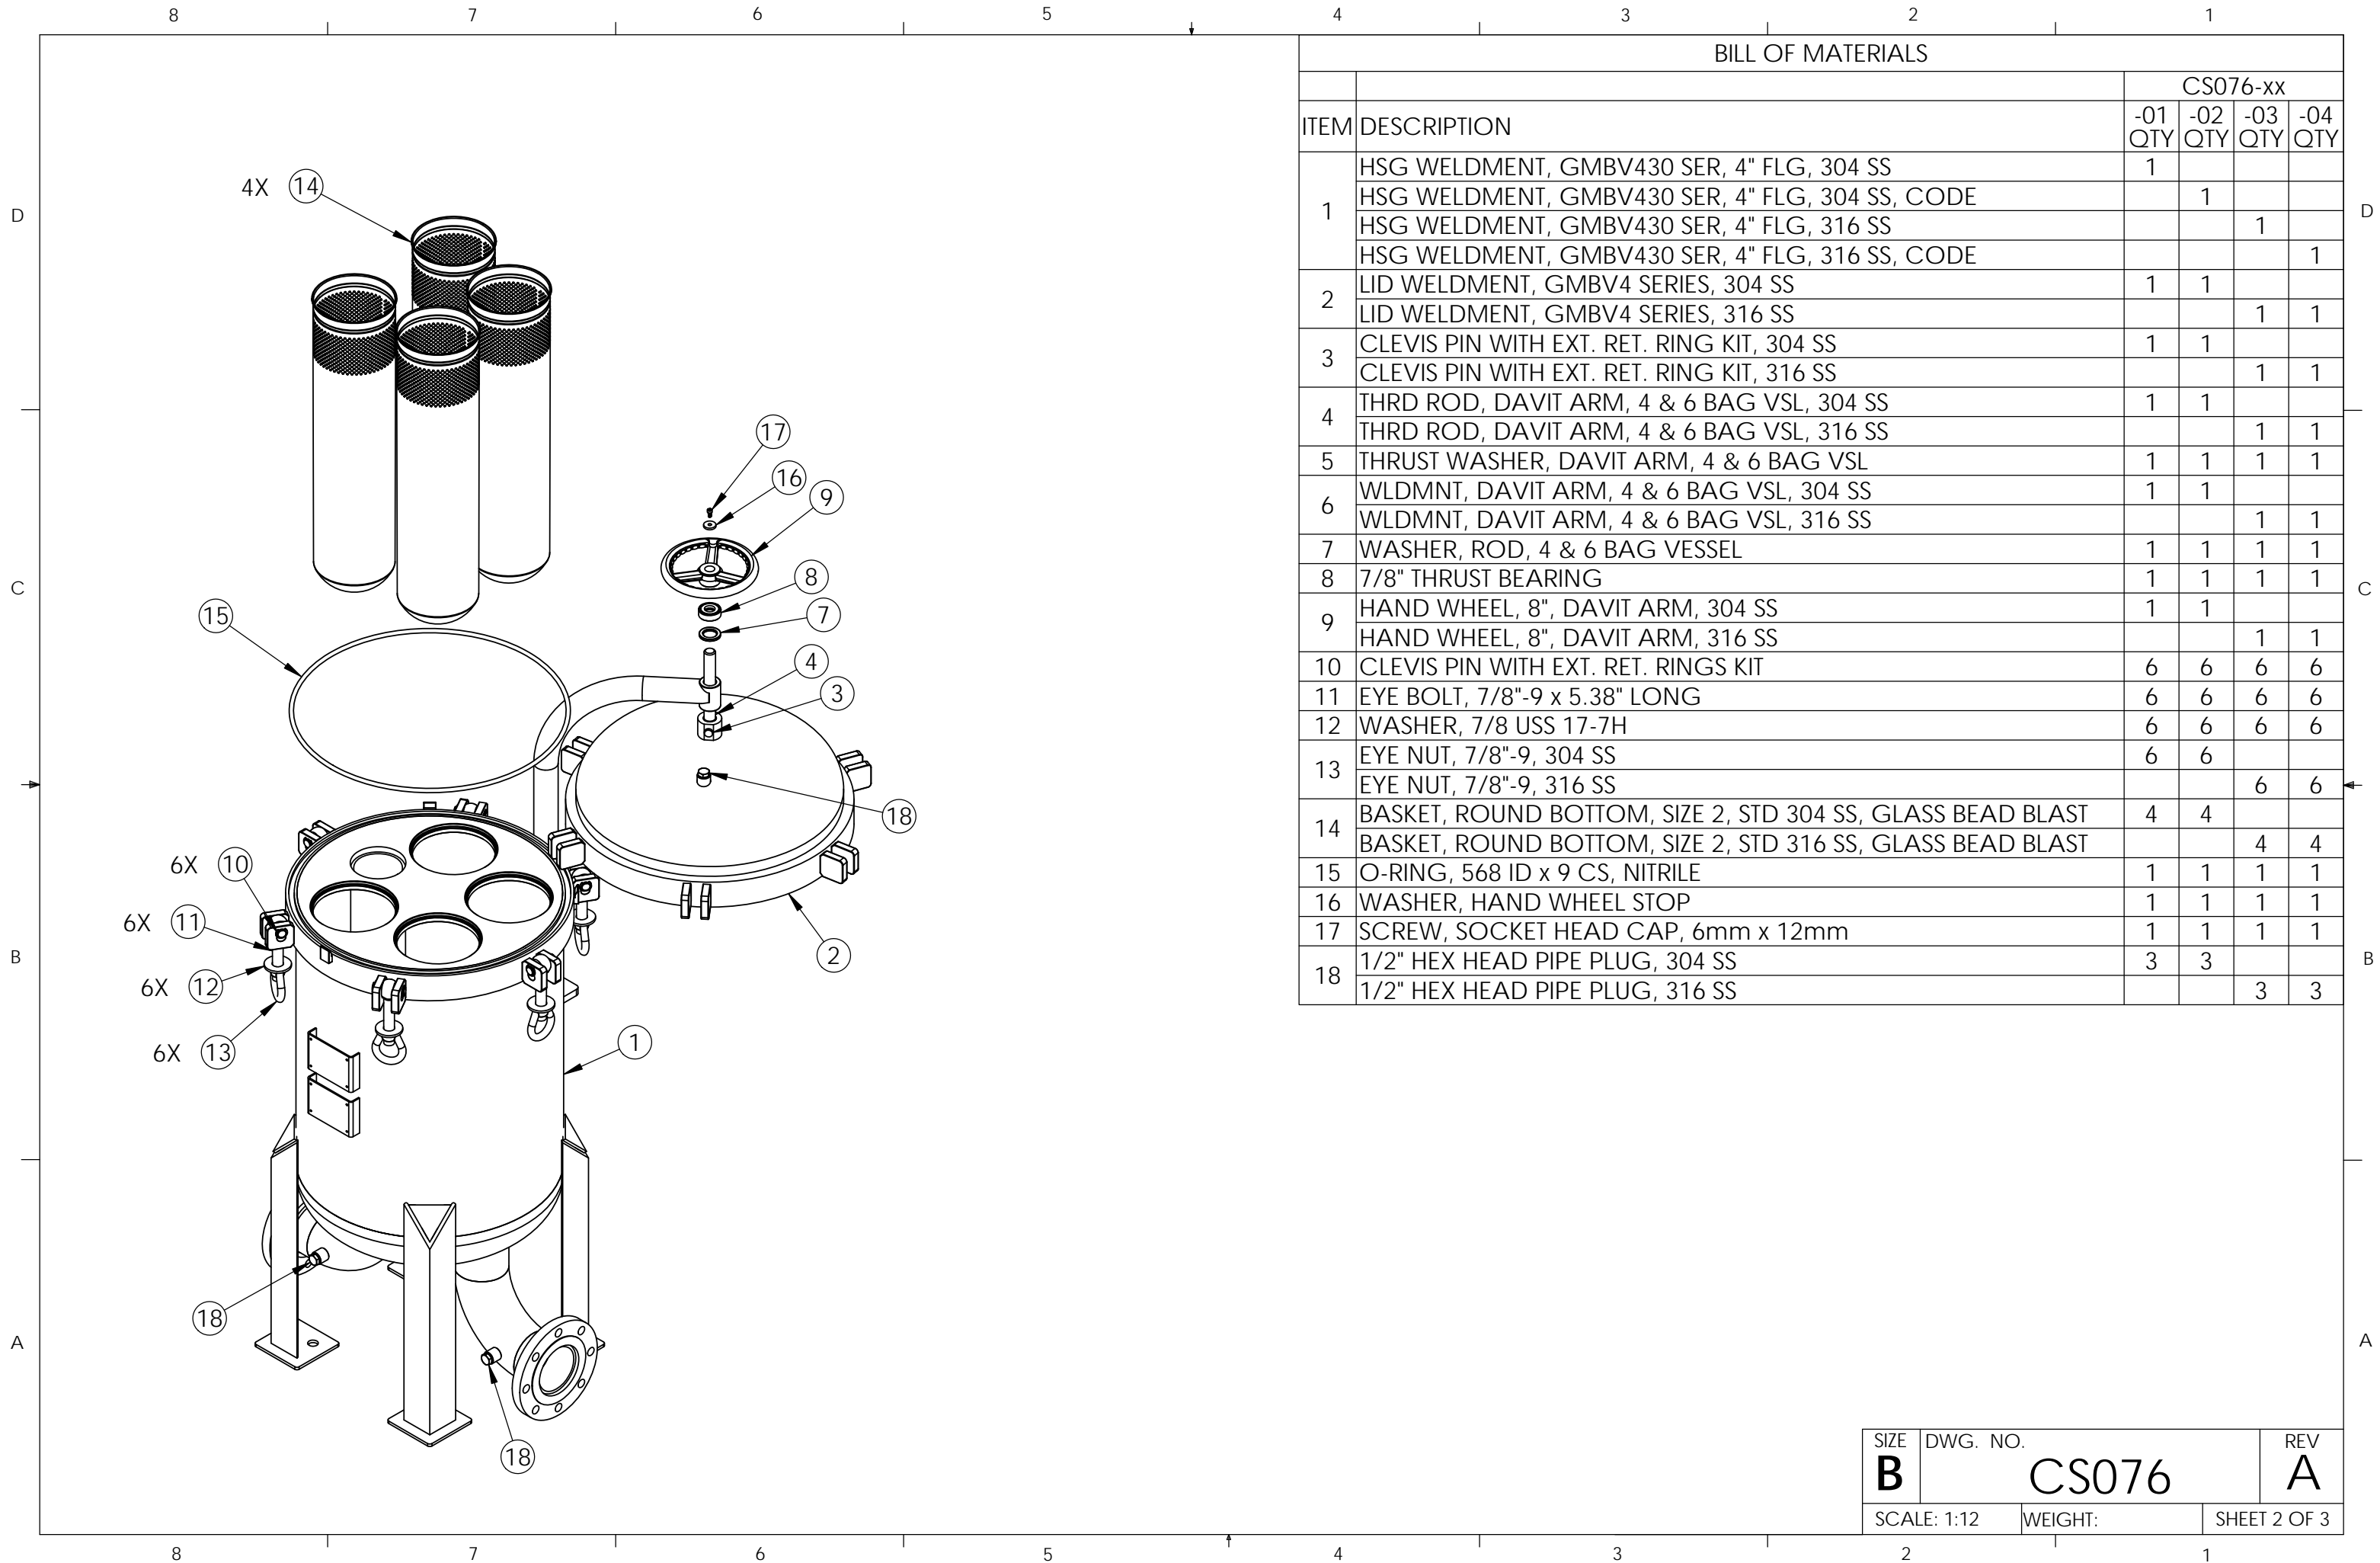 8 7 6 5 4 3 2 1
BILL OF MATERIALS
CS076-xx
ITEM DESCRIPTION -01 QTY -02 QTY -03 QTY -04 QTY
1 HSG WELDMENT, GMBV430 SER, 4" FLG, 304 SS 1
HSG WELDMENT, GMBV430 SER, 4" FLG, 304 SS, CODE 1
HSG WELDMENT, GMBV430 SER, 4" FLG, 316 SS 1
HSG WELDMENT, GMBV430 SER, 4" FLG, 316 SS, CODE 1
2 LID WELDMENT, GMBV4 SERIES, 304 SS 1 1
LID WELDMENT, GMBV4 SERIES, 316 SS 1 1
3 CLEVIS PIN WITH EXT. RET. RING KIT, 304 SS 1 1
CLEVIS PIN WITH EXT. RET. RING KIT, 316 SS 1 1
4 THRD ROD, DAVIT ARM, 4 & 6 BAG VSL, 304 SS 1 1
THRD ROD, DAVIT ARM, 4 & 6 BAG VSL, 316 SS 1 1
5 THRUST WASHER, DAVIT ARM, 4 & 6 BAG VSL 1 1 1 1
6 WLDMNT, DAVIT ARM, 4 & 6 BAG VSL, 304 SS 1 1
WLDMNT, DAVIT ARM, 4 & 6 BAG VSL, 316 SS 1 1
7 WASHER, ROD, 4 & 6 BAG VESSEL 1 1 1 1
8 7/8" THRUST BEARING 1 1 1 1
9 HAND WHEEL, 8", DAVIT ARM, 304 SS 1 1
HAND WHEEL, 8", DAVIT ARM, 316 SS 1 1
10 CLEVIS PIN WITH EXT. RET. RINGS KIT 6 6 6 6
11 EYE BOLT, 7/8"-9 x 5.38" LONG 6 6 6 6
12 WASHER, 7/8 USS 17-7H 6 6 6 6
13 EYE NUT, 7/8"-9, 304 SS 6 6
EYE NUT, 7/8"-9, 316 SS 6 6
14 BASKET, ROUND BOTTOM, SIZE 2, STD 304 SS, GLASS BEAD BLAST 4 4
BASKET, ROUND BOTTOM, SIZE 2, STD 316 SS, GLASS BEAD BLAST 4 4
15 O-RING, 568 ID x 9 CS, NITRILE 1 1 1 1
16 WASHER, HAND WHEEL STOP 1 1 1 1
17 SCREW, SOCKET HEAD CAP, 6mm x 12mm 1 1 1 1
18 1/2" HEX HEAD PIPE PLUG, 304 SS 3 3
1/2" HEX HEAD PIPE PLUG, 316 SS 3 3
4X 14
D D
17
16
9
8
C C
15
7
4
3
18
6X 10
6X 11
2
B B
6X 12
6X 13
1
18
A A
18
SIZE B
DWG. NO. CS076
REV A
SCALE: 1:12 WEIGHT: SHEET 2 OF 3
8 7 6 5 4 3 2 1